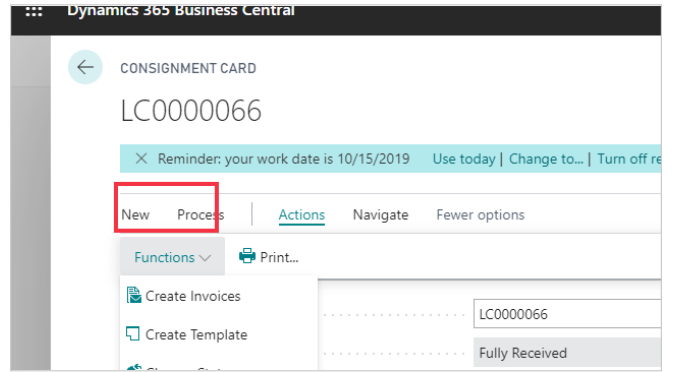 Dynamics 365 Business Central
CONSIGNMENT CARD
LC0000066
Reminder: your work date is 10/15/2019 Use today | Change to... | Turn off re
New Process Actions Navigate Fewer options
Functions Print...
Create Invoices
LC0000066
Create Template
Fully Received